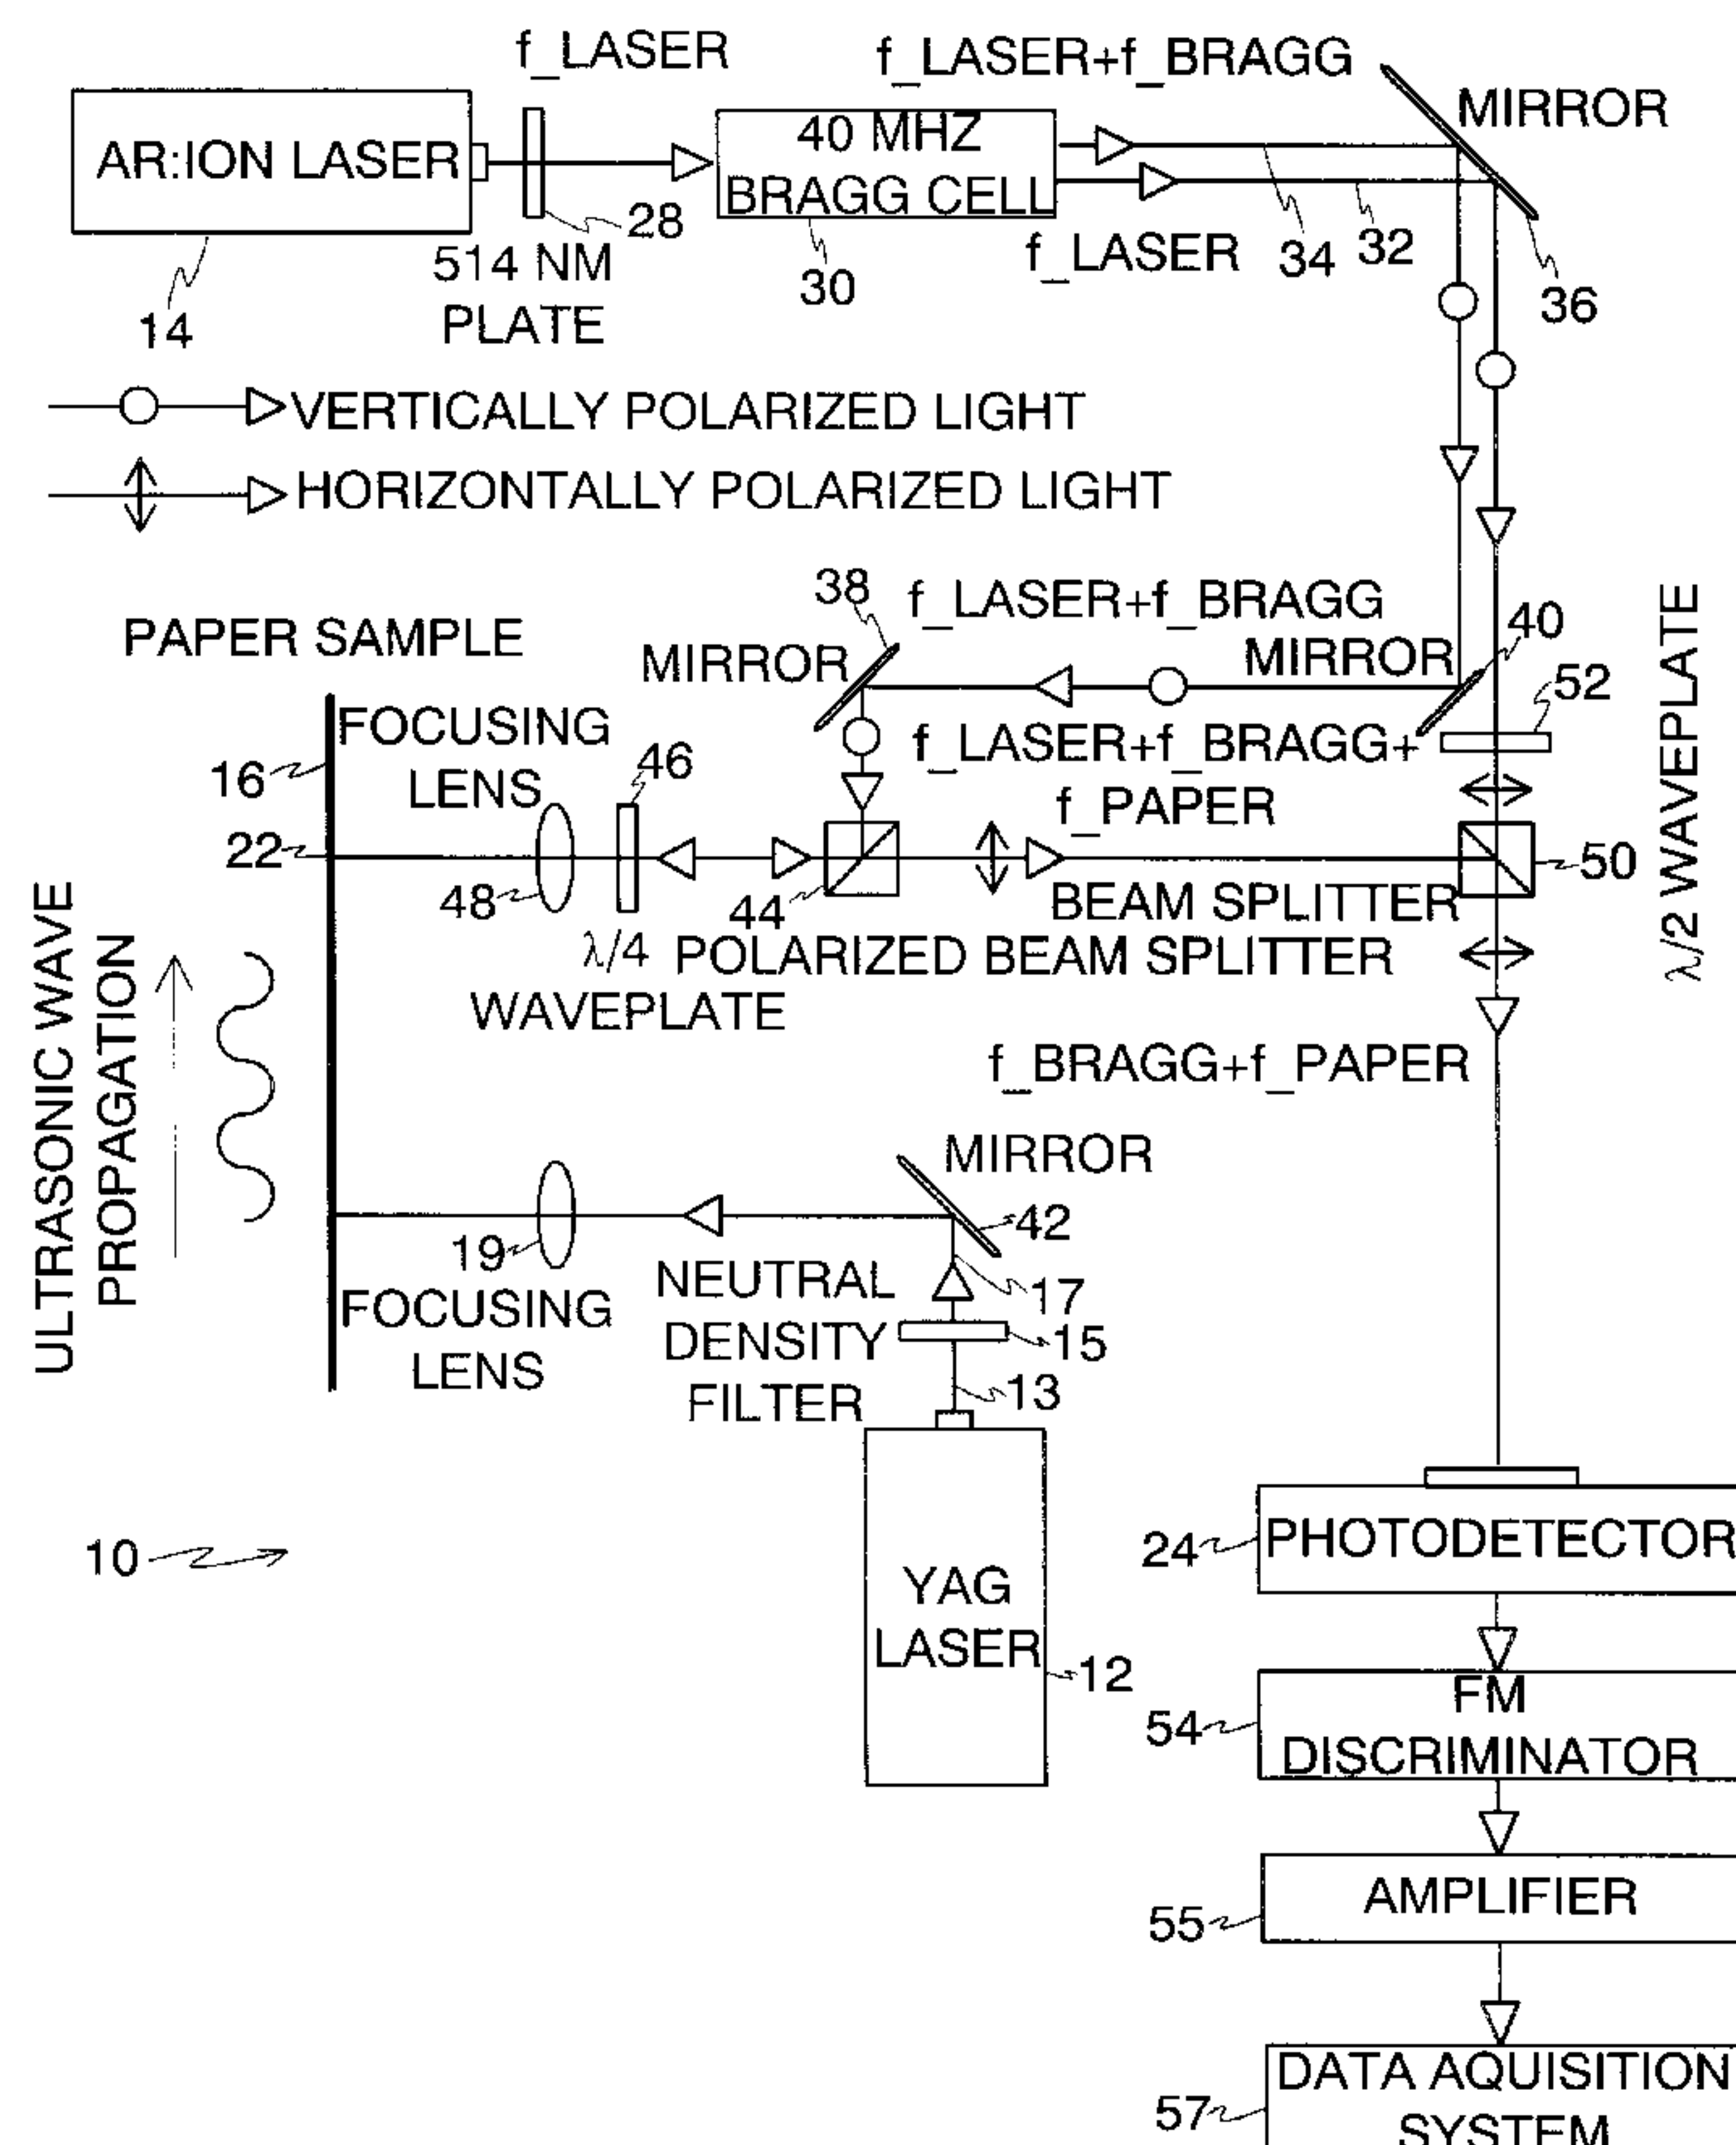 f_LASER
f_LASER+f_BRAGG
MIRROR
AR:ION LASER
40 MHZ
BRAGG CELL
28
514 NM
PLATE
14
30
f_LASER
34
32
36
VERTICALLY POLARIZED LIGHT
HORIZONTALLY POLARIZED LIGHT
38
f_LASER+f_BRAGG
40
PAPER SAMPLE
MIRROR
MIRROR
52
λ/2 WAVEPLATE
FOCUSING
LENS
16
46
f_LASER+f_BRAGG+
f_PAPER
22
48
44
50
BEAM SPLITTER
λ/4
WAVEPLATE
POLARIZED BEAM SPLITTER
ULTRASONIC WAVE
PROPAGATION
f_BRAGG+f_PAPER
MIRROR
42
19
FOCUSING
LENS
NEUTRAL
DENSITY
FILTER
17
15
13
10
YAG
LASER
12
24
PHOTODETECTOR
54
FM
DISCRIMINATOR
55
AMPLIFIER
57
DATA AQUISITION
SYSTEM